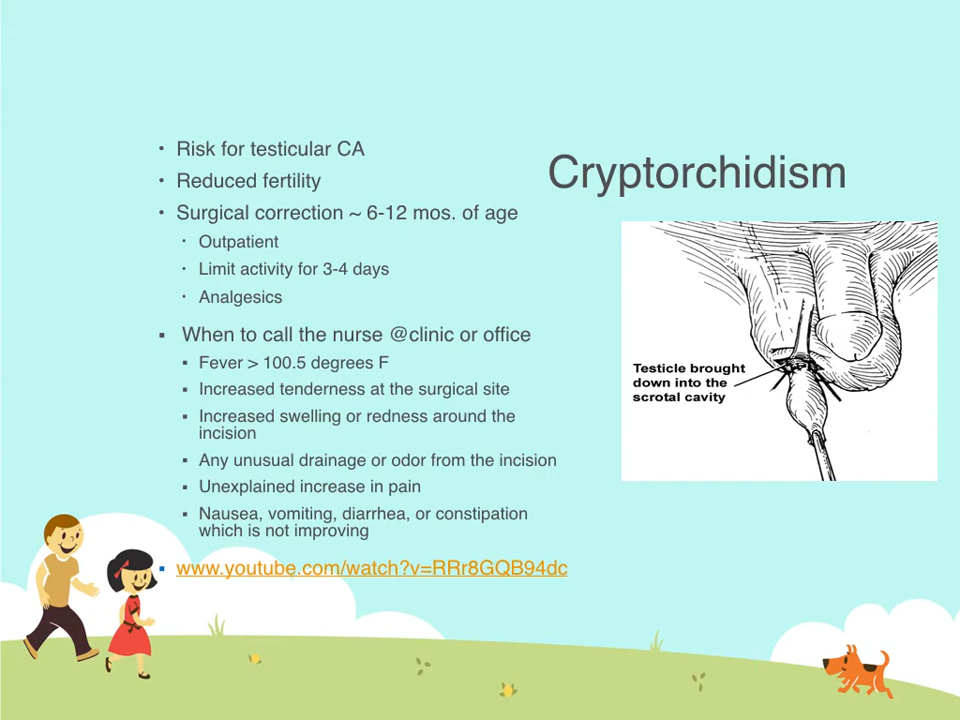 Cryptorchidism
• Risk for testicular CA
• Reduced fertility
• Surgical correction ~ 6-12 mos. of age
• Outpatient
• Limit activity for 3-4 days
• Analgesics
▪ When to call the nurse @clinic or office
▪ Fever > 100.5 degrees F
▪ Increased tenderness at the surgical site
▪ Increased swelling or redness around the
incision
▪ Any unusual drainage or odor from the incision
▪ Unexplained increase in pain
▪ Nausea, vomiting, diarrhea, or constipation
which is not improving
▪ www.youtube.com/watch?v=RRr8GQB94dc
Testicle brought
down into the
scrotal cavity